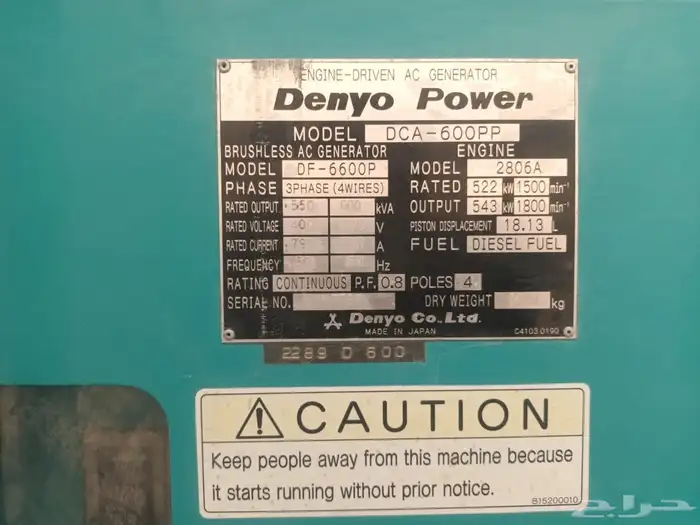 ENGINE-DRIVEN AC GENERATOR
Denyo Power
MODEL DCA-600PP
BRUSHLESS AC GENERATOR ENGINE
MODEL DF-6600P MODEL 2806A
PHASE 3PHASE (4WIRES) RATED 522 kW 1500 min⁻¹
OUTPUT 543 kW 1800 min⁻¹
RATED OUTPUT 550 600 kVA
RATED VOLTAGE V PISTON DISPLACEMENT 18.13 L
RATED CURRENT A FUEL DIESEL FUEL
FREQUENCY Hz
RATING CONTINUOUS P.F. 0.8 POLES 4
SERIAL NO. DRY WEIGHT kg
Denyo Co.,Ltd.
MADE IN JAPAN C4103 0190
2289 D 600
CAUTION
Keep people away from this machine because
it starts running without prior notice.
B15200010
حراج